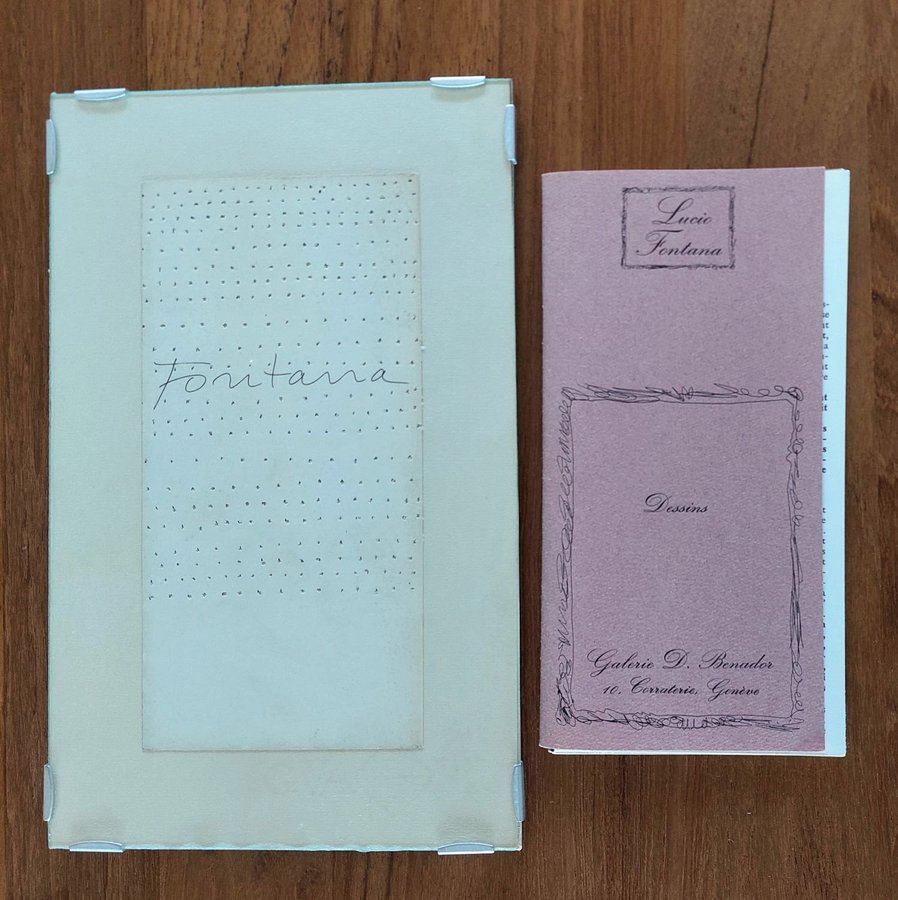 Fontana
Lucio
Fontana
Dessins
Galerie D. Benador
10, Corraterie, Genève